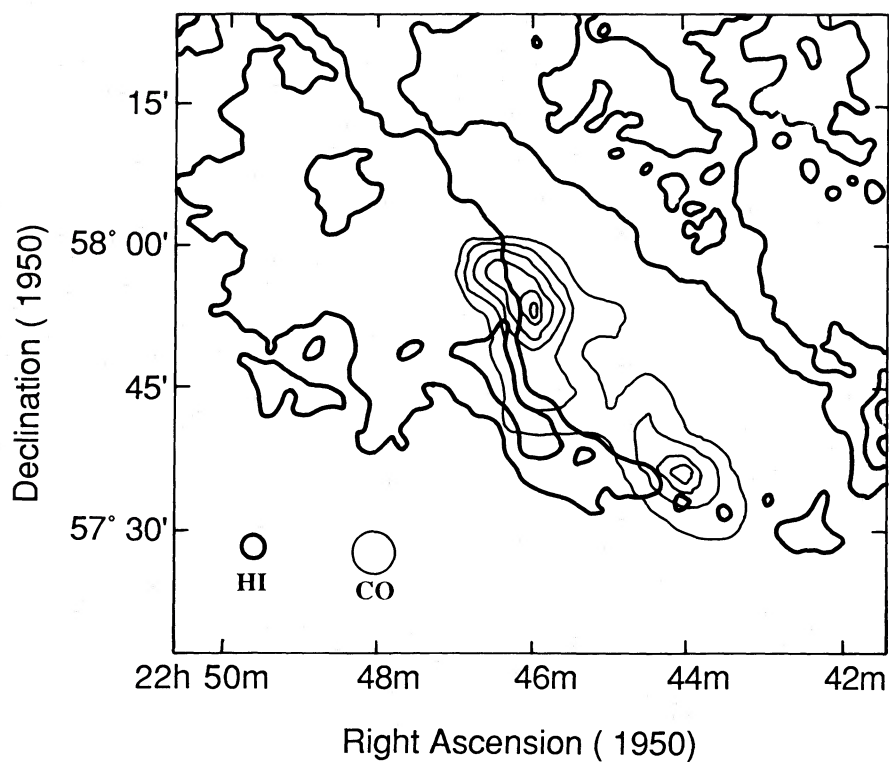 15'
58° 00'
45'
57° 30'
Declination ( 1950)
HI
CO
22h 50m 48m 46m 44m 42m
Right Ascension ( 1950)